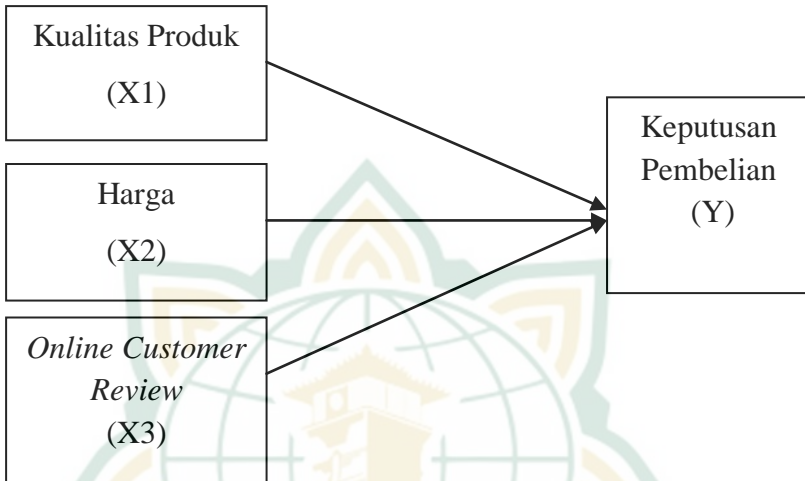 Kualitas Produk
(X1)
Harga
(X2)
Online Customer
Review
(X3)
Keputusan
Pembelian
(Y)